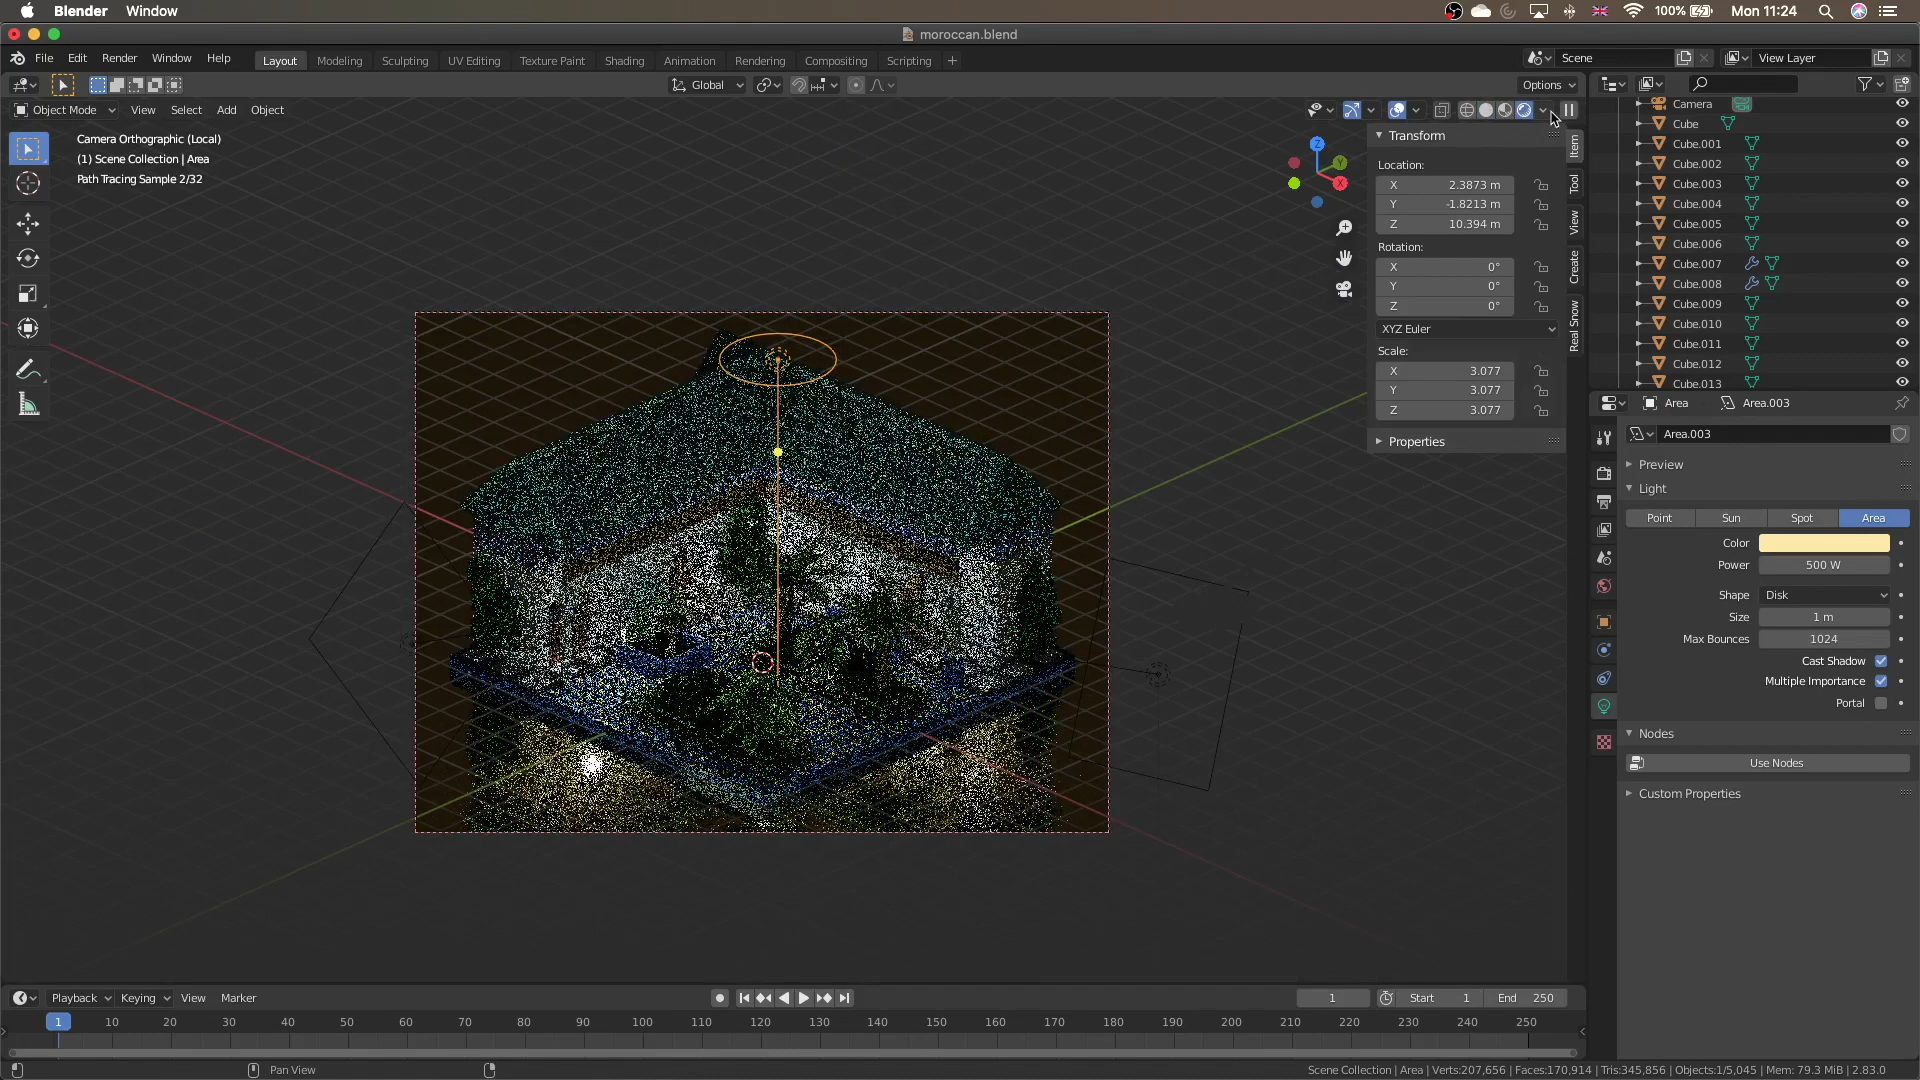 Blender Window
100% Mon 11:24
moroccan.blend
File Edit Render Window Help Layout Modeling Sculpting UV Editing Texture Paint Shading Animation Rendering Compositing Scripting + Scene View Layer
Global Options
Object Mode View Select Add Object
Camera Orthographic (Local)
(1) Scene Collection | Area
Path Tracing Sample 2/32
Z
Y
X
Transform
Location:
X 2.3873 m
Y -1.8213 m
Z 10.394 m
Rotation:
X 0°
Y 0°
Z 0°
XYZ Euler
Scale:
X 3.077
Y 3.077
Z 3.077
Properties
Item
Tool
View
Create
Real Snow
Camera
Cube
Cube.001
Cube.002
Cube.003
Cube.004
Cube.005
Cube.006
Cube.007
Cube.008
Cube.009
Cube.010
Cube.011
Cube.012
Cube.013
Area Area.003
Area.003
Preview
Light
Point Sun Spot Area
Color
Power 500 W
Shape Disk
Size 1 m
Max Bounces 1024
Cast Shadow
Multiple Importance
Portal
Nodes
Use Nodes
Custom Properties
Playback Keying View Marker 1 Start 1 End 250
1 10 20 30 40 50 60 70 80 90 100 110 120 130 140 150 160 170 180 190 200 210 220 230 240 250
Pan View Scene Collection | Area | Verts:207,656 | Faces:170,914 | Tris:345,856 | Objects:1/5,045 | Mem: 79.3 MiB | 2.83.0